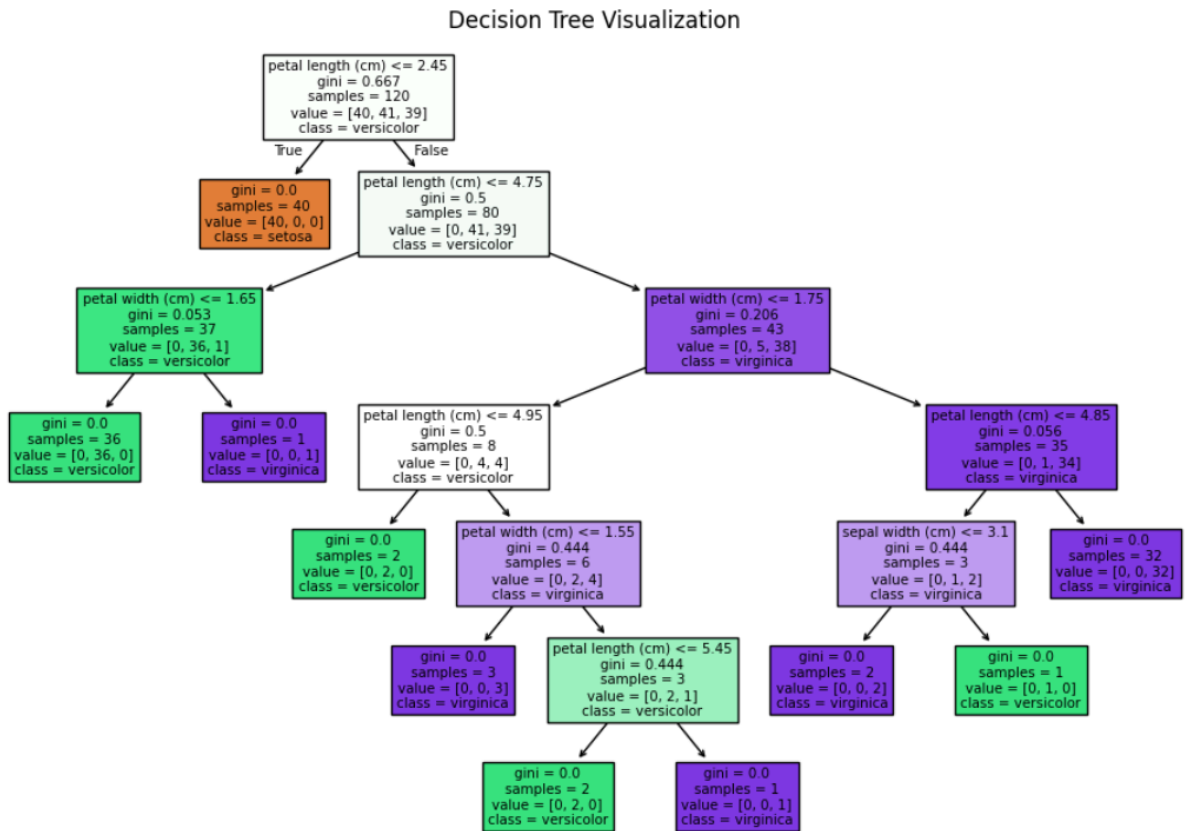 Decision Tree Visualization
petal length (cm) <= 2.45
gini = 0.667
samples = 120
value = [40, 41, 39]
class = versicolor
True
False
gini = 0.0
samples = 40
value = [40, 0, 0]
class = setosa
petal length (cm) <= 4.75
gini = 0.5
samples = 80
value = [0, 41, 39]
class = versicolor
petal width (cm) <= 1.65
gini = 0.053
samples = 37
value = [0, 36, 1]
class = versicolor
petal width (cm) <= 1.75
gini = 0.206
samples = 43
value = [0, 5, 38]
class = virginica
gini = 0.0
samples = 36
value = [0, 36, 0]
class = versicolor
gini = 0.0
samples = 1
value = [0, 0, 1]
class = virginica
petal length (cm) <= 4.95
gini = 0.5
samples = 8
value = [0, 4, 4]
class = versicolor
petal length (cm) <= 4.85
gini = 0.056
samples = 35
value = [0, 1, 34]
class = virginica
gini = 0.0
samples = 2
value = [0, 2, 0]
class = versicolor
petal width (cm) <= 1.55
gini = 0.444
samples = 6
value = [0, 2, 4]
class = virginica
sepal width (cm) <= 3.1
gini = 0.444
samples = 3
value = [0, 1, 2]
class = virginica
gini = 0.0
samples = 32
value = [0, 0, 32]
class = virginica
gini = 0.0
samples = 3
value = [0, 0, 3]
class = virginica
petal length (cm) <= 5.45
gini = 0.444
samples = 3
value = [0, 2, 1]
class = versicolor
gini = 0.0
samples = 2
value = [0, 0, 2]
class = virginica
gini = 0.0
samples = 1
value = [0, 1, 0]
class = versicolor
gini = 0.0
samples = 2
value = [0, 2, 0]
class = versicolor
gini = 0.0
samples = 1
value = [0, 0, 1]
class = virginica